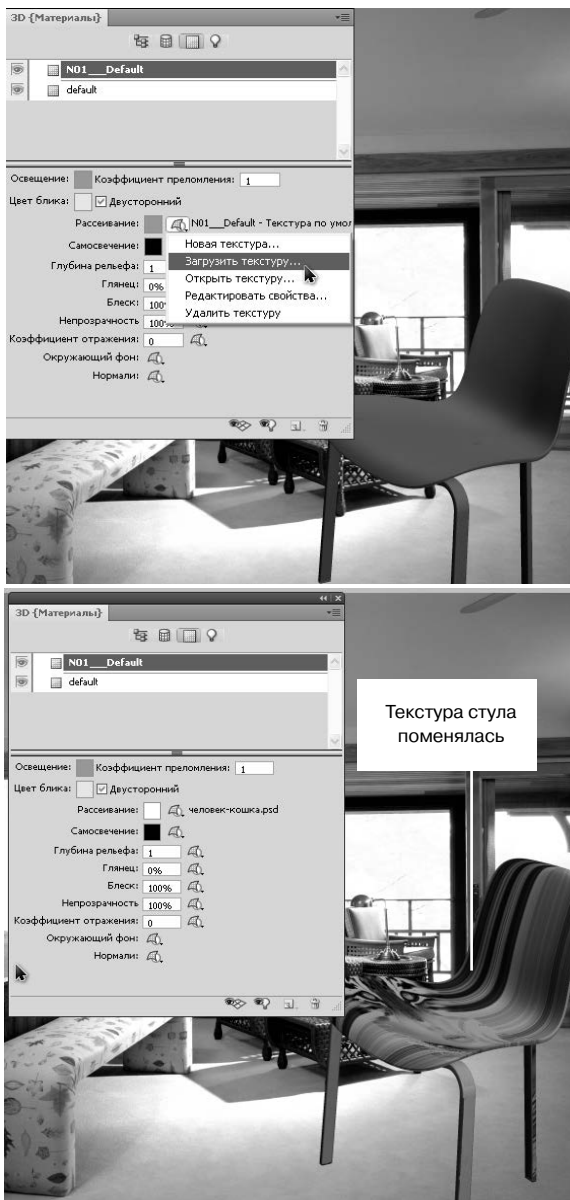 3D {Материалы}
N01___Default
default
Освещение: Коэффициент преломления: 1
Цвет блика: Двусторонний
Рассеивание: N01___Default - Текстура по умол
Самосвечение:
Новая текстура...
Загрузить текстуру...
Открыть текстуру...
Редактировать свойства...
Удалить текстуру
Глубина рельефа: 1
Глянец: 0%
Блеск: 100%
Непрозрачность 100%
Коэффициент отражения: 0
Окружающий фон:
Нормали:
3D {Материалы}
N01___Default
default
Текстура стула
поменялась
Освещение: Коэффициент преломления: 1
Цвет блика: Двусторонний
Рассеивание: человек-кошка.psd
Самосвечение:
Глубина рельефа: 1
Глянец: 0%
Блеск: 100%
Непрозрачность 100%
Коэффициент отражения: 0
Окружающий фон:
Нормали: